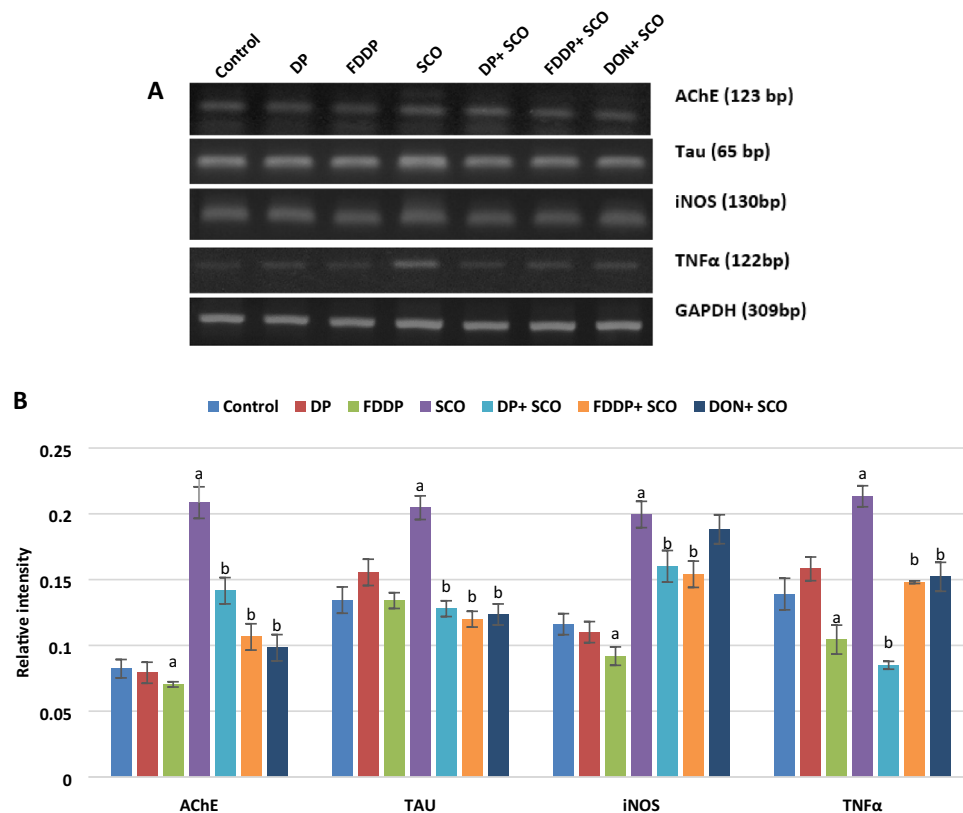 Control DP FDDP SCO DP+ SCO FDDP+ SCO DON+ SCO
A
AChE (123 bp)
Tau (65 bp)
iNOS (130bp)
TNFα (122bp)
GAPDH (309bp)
B
Control DP FDDP SCO DP+ SCO FDDP+ SCO DON+ SCO
Relative intensity
0.25
0.2
0.15
0.1
0.05
0
a a b b b
a b b b
a a b b
a a b b b
AChE TAU iNOS TNFα